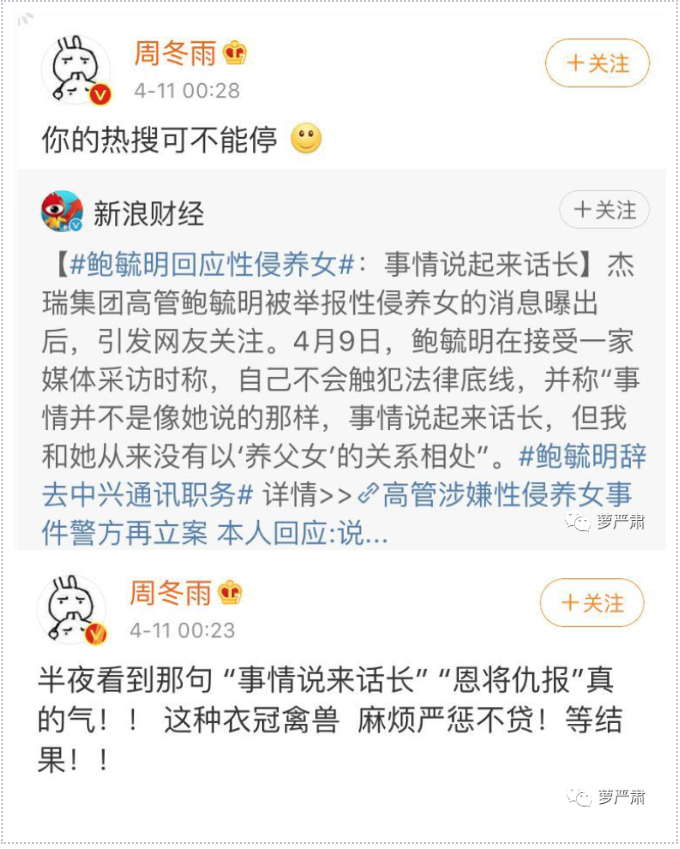 周冬雨
+关注
4-11 00:28
你的热搜可不能停
新浪财经
+关注
【#鲍毓明回应性侵养女#：事情说起来话长】杰
瑞集团高管鲍毓明被举报性侵养女的消息曝出
后，引发网友关注。4月9日，鲍毓明在接受一家
媒体采访时称，自己不会触犯法律底线，并称“事
情并不是像她说的那样，事情说起来话长，但我
和她从来没有以‘养父女’的关系相处”。#鲍毓明辞
去中兴通讯职务# 详情>> 高管涉嫌性侵养女事
件警方再立案 本人回应:说...
萝严肃
周冬雨
+关注
4-11 00:23
半夜看到那句 “事情说来话长” “恩将仇报”真
的气！！ 这种衣冠禽兽 麻烦严惩不贷！等结
果！！
萝严肃